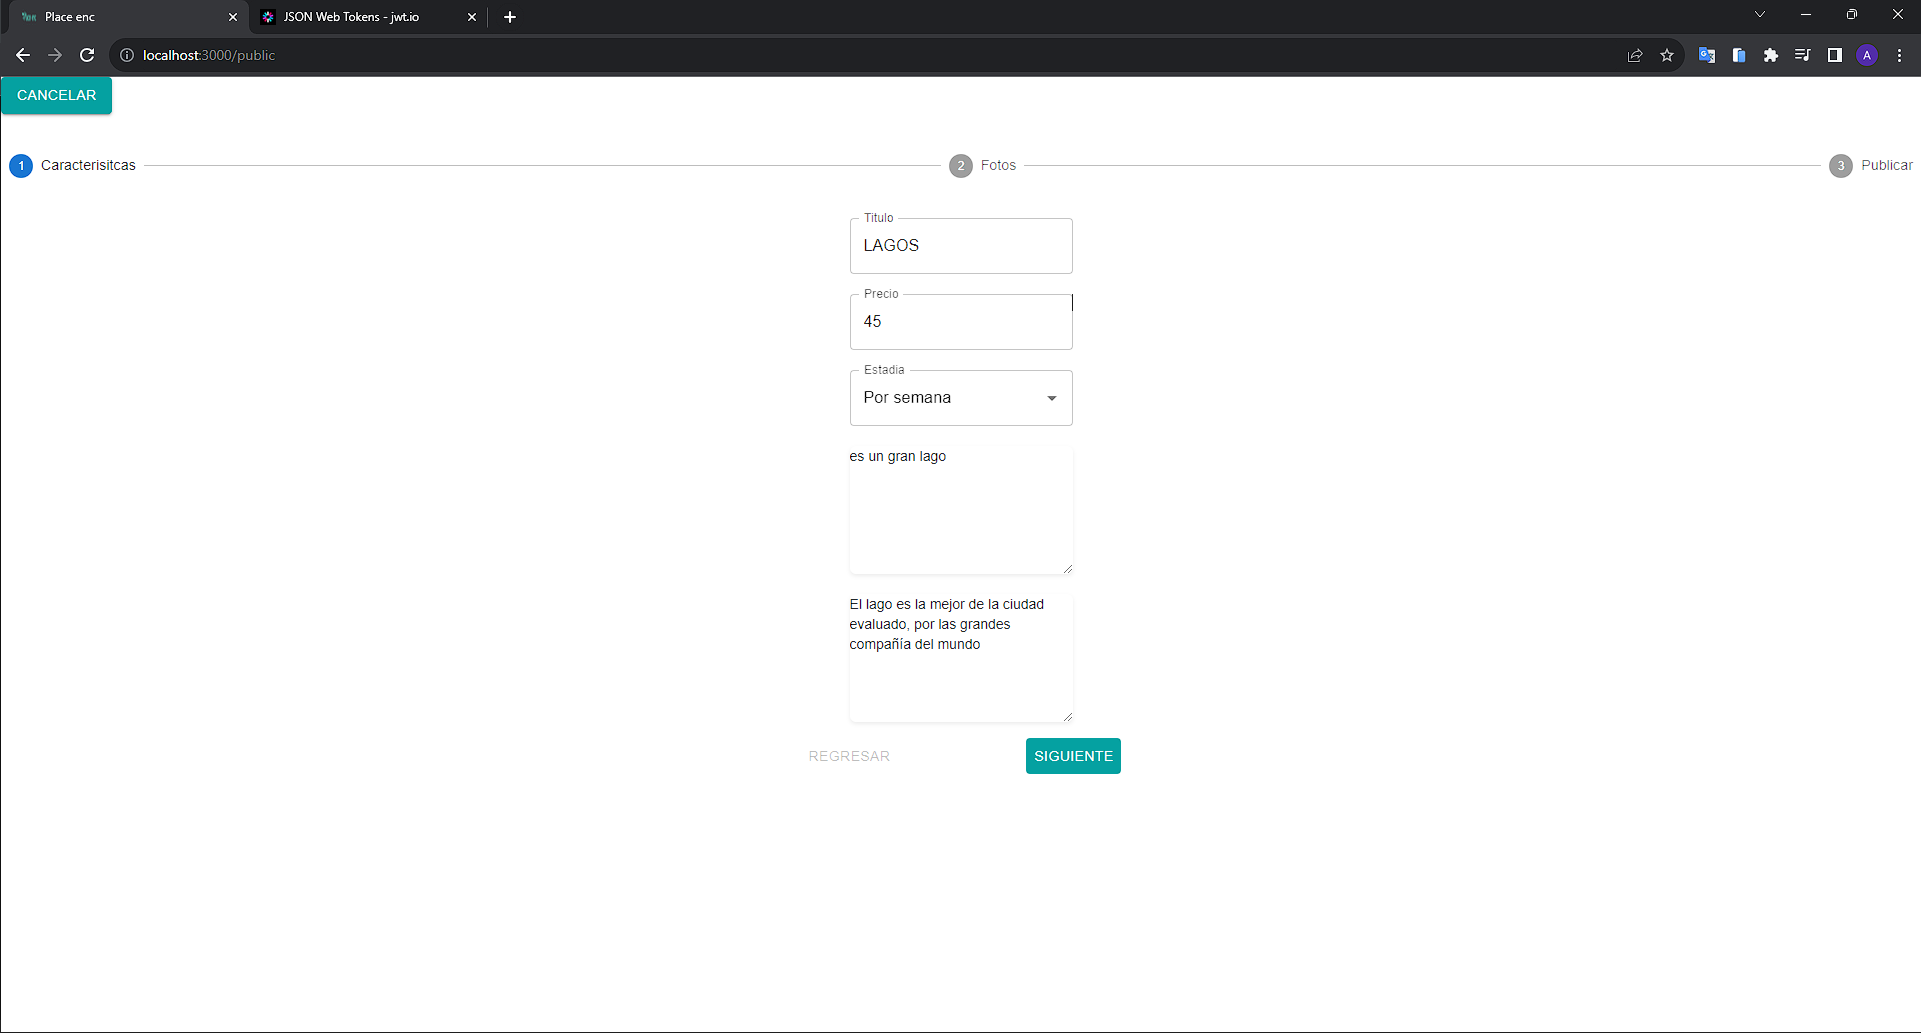 Place enc
JSON Web Tokens - jwt.io
localhost:3000/public
A
CANCELAR
1 Caracterisitcas
2 Fotos
3 Publicar
Titulo
LAGOS
Precio
45
Estadia
Por semana
es un gran lago
El lago es la mejor de la ciudad
evaluado, por las grandes
compañía del mundo
REGRESAR
SIGUIENTE